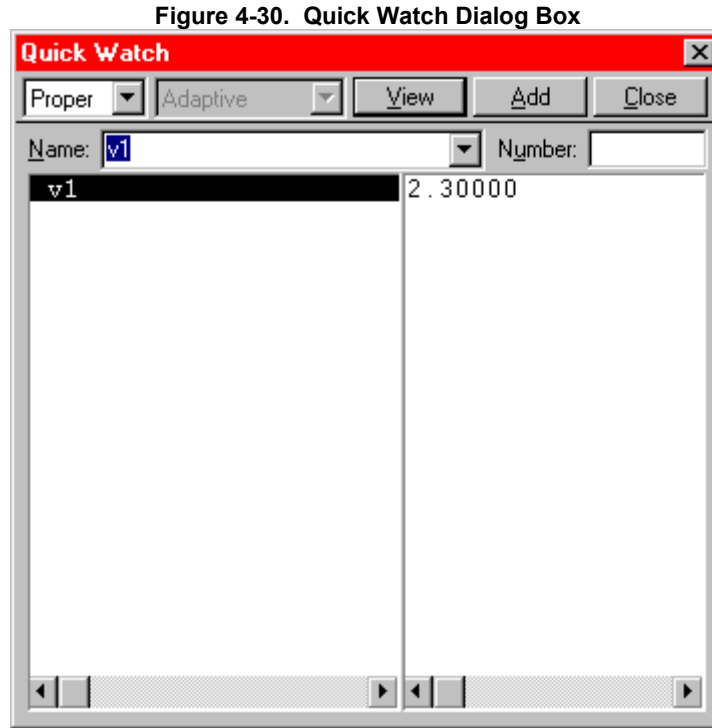 Figure 4-30. Quick Watch Dialog Box
Quick Watch
Proper Adaptive View Add Close
Name: v1 Number:
v1 2.30000